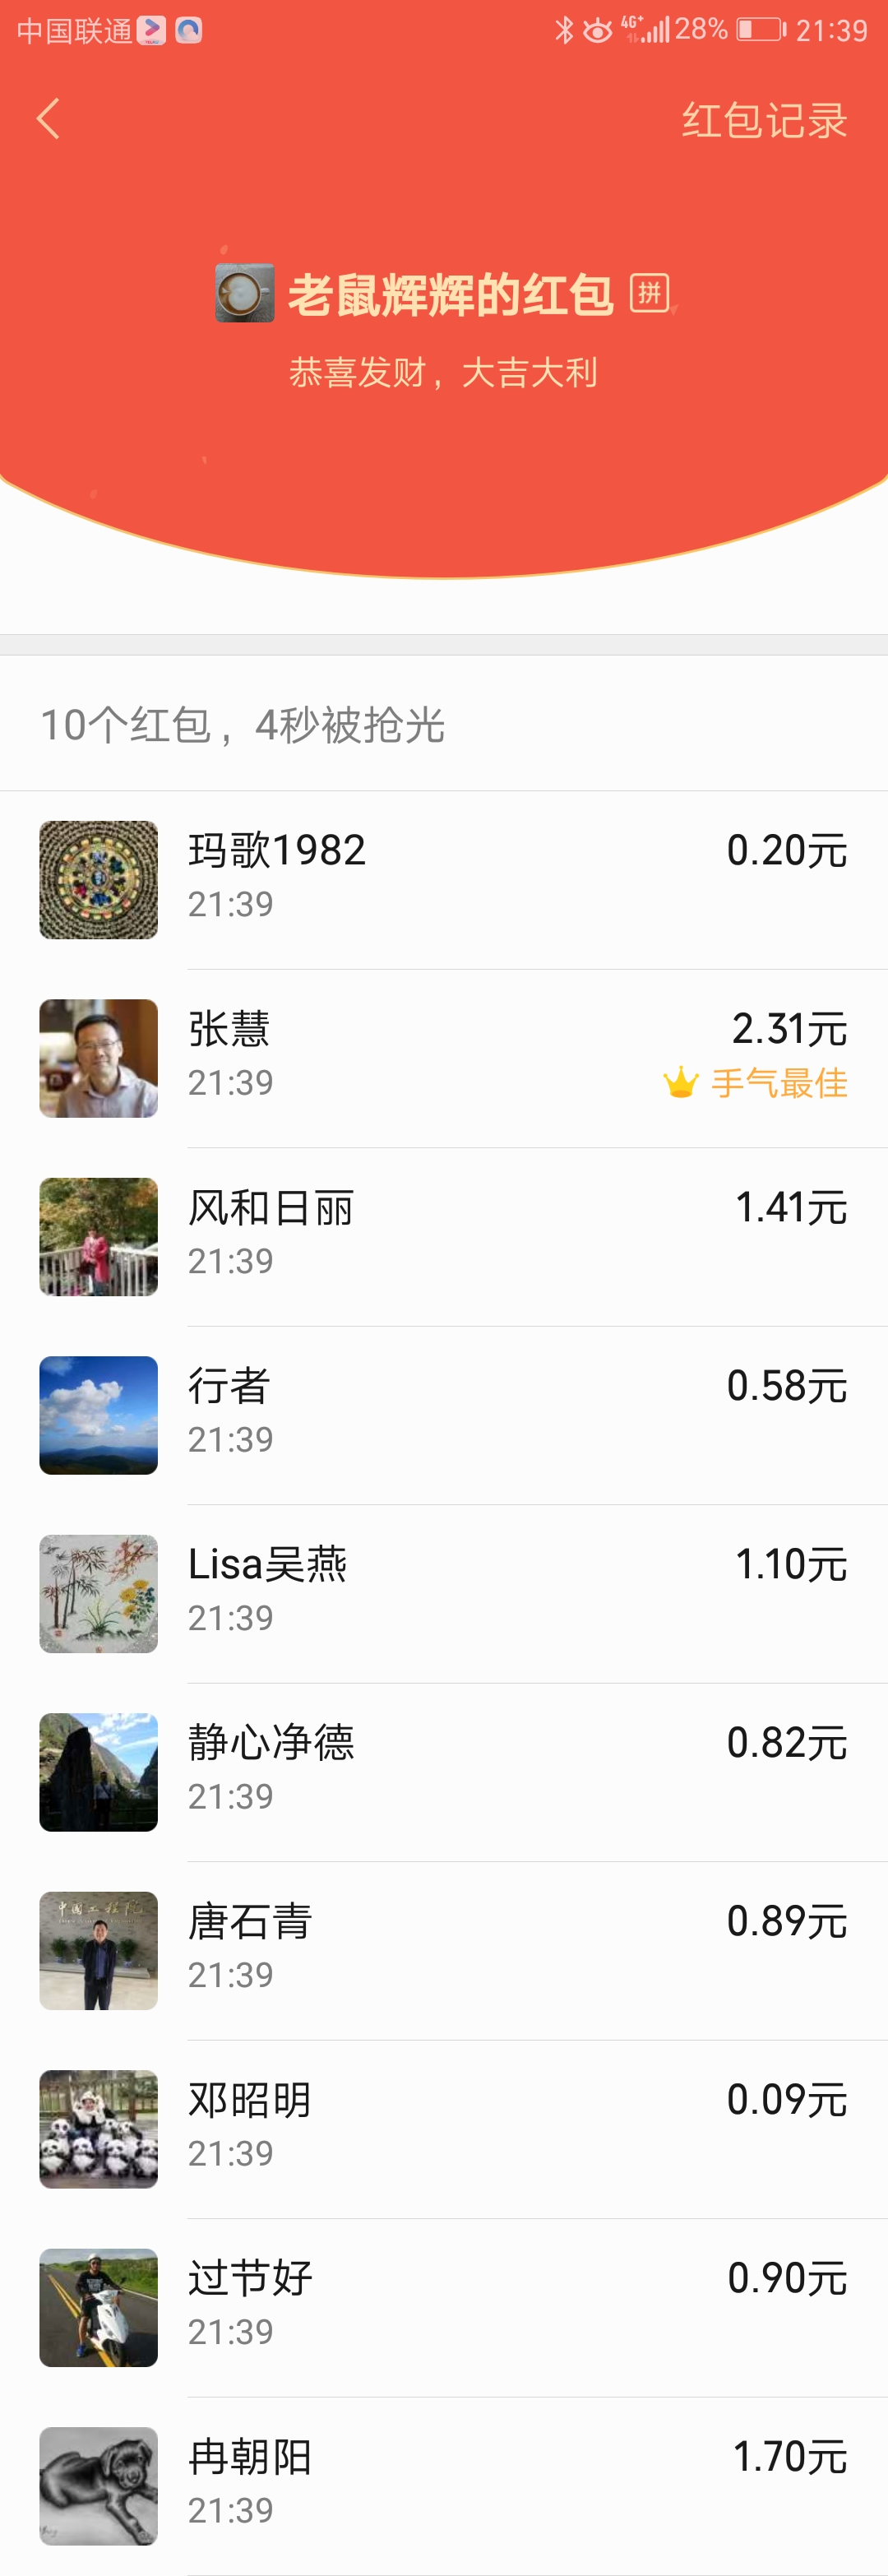 中国联通 4G+ 28% 21:39
红包记录
老鼠辉辉的红包 拼
恭喜发财，大吉大利
10个红包，4秒被抢光
玛歌1982 0.20元
21:39
张慧 2.31元
21:39 手气最佳
风和日丽 1.41元
21:39
行者 0.58元
21:39
Lisa吴燕 1.10元
21:39
静心净德 0.82元
21:39
中国工程院
唐石青 0.89元
21:39
邓昭明 0.09元
21:39
过节好 0.90元
21:39
冉朝阳 1.70元
21:39